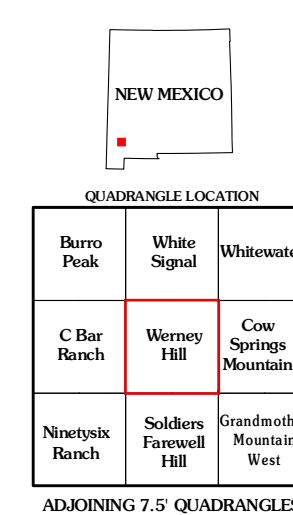 NEW MEXICO
QUADRANGLE LOCATION
Burro
Peak
White
Signal
Whitewate
C Bar
Ranch
Werney
Hill
Cow
Springs
Mountain
Ninetysix
Ranch
Soldiers
Farewell
Hill
Grandmoth
Mountain
West
ADJOINING 7.5' QUADRANGLES